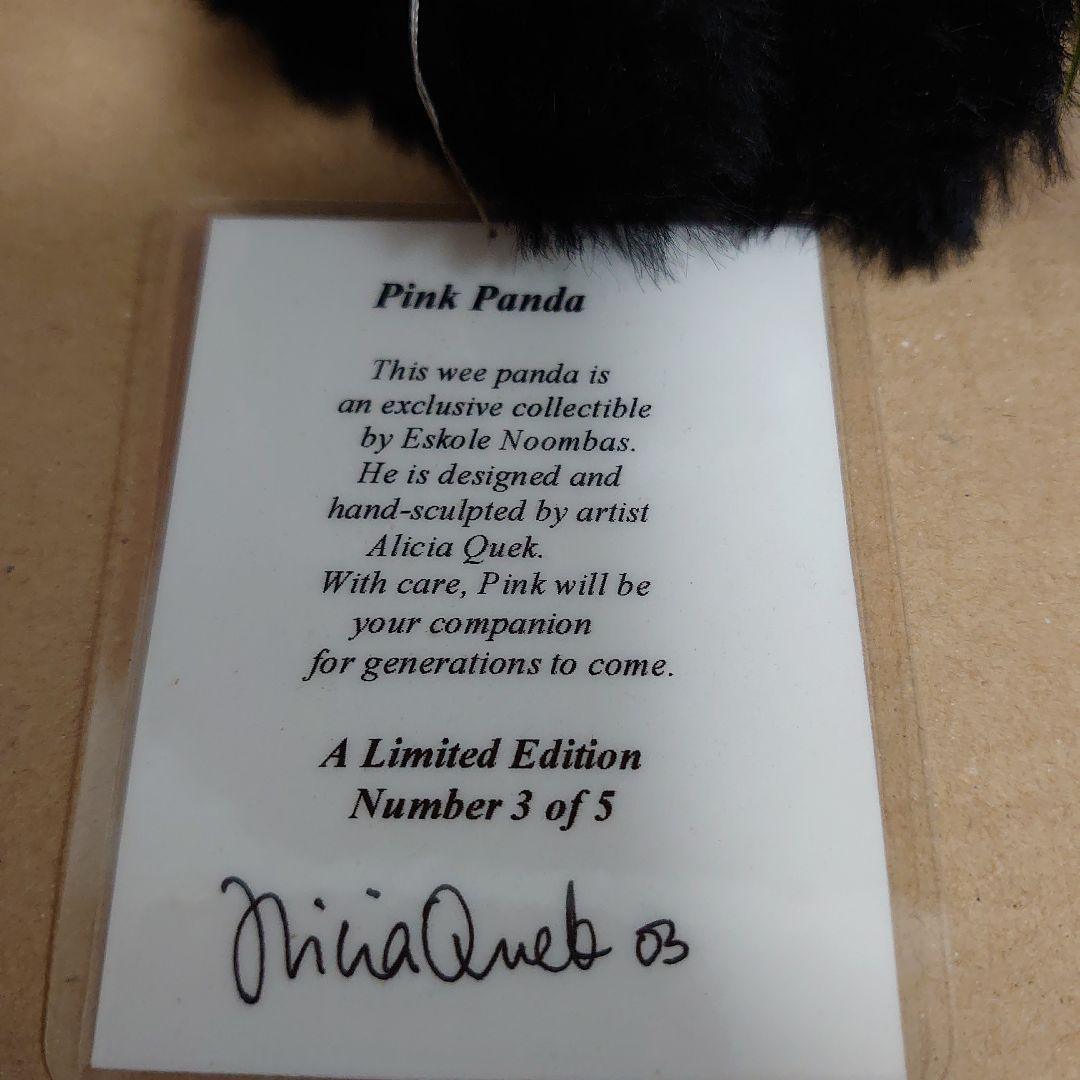 Pink Panda
This wee panda is
an exclusive collectible
by Eskole Noombas.
He is designed and
hand-sculpted by artist
Alicia Quek.
With care, Pink will be
your companion
for generations to come.
A Limited Edition
Number 3 of 5
Alicia Quek 03